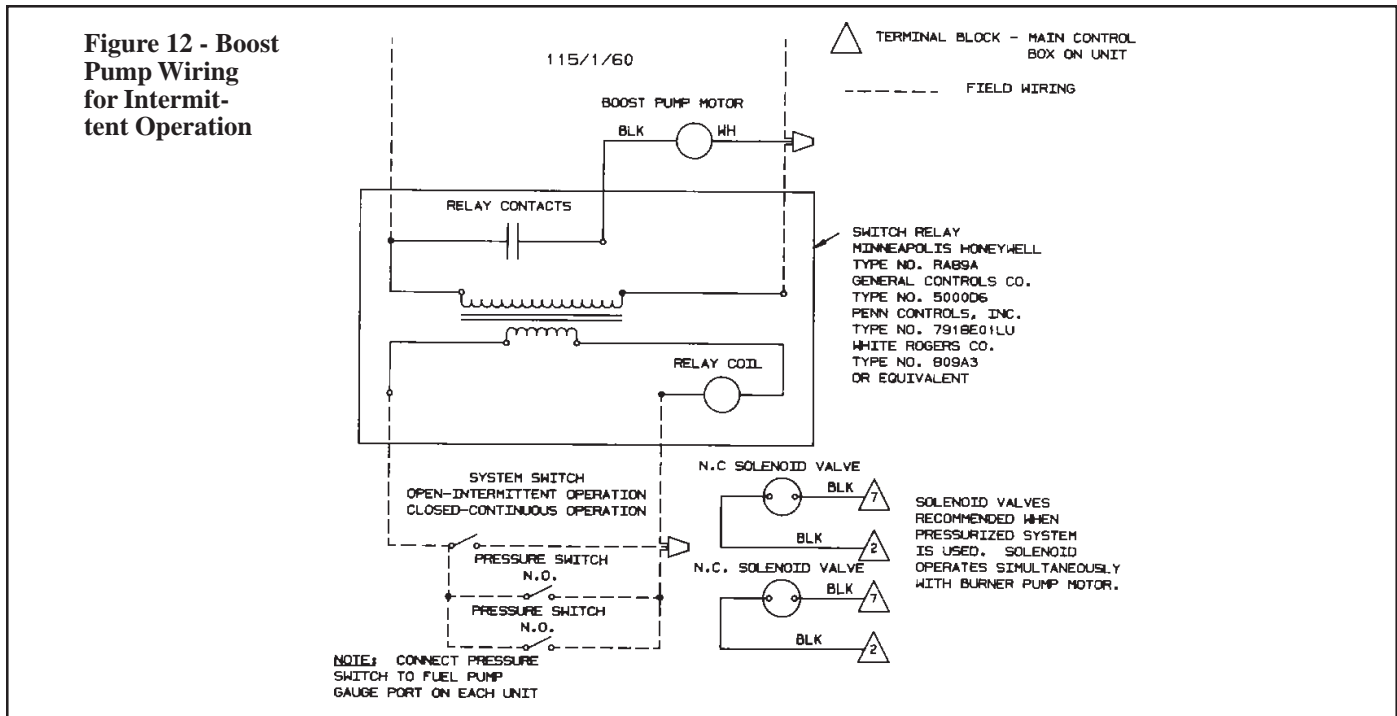 Figure 12 - Boost
Pump Wiring
for Intermit-
tent Operation
115/1/60
2
TERMINAL BLOCK - MAIN CONTROL
BOX ON UNIT
FIELD WIRING
BOOST PUMP MOTOR
BLK
WH
RELAY CONTACTS
SWITCH RELAY
MINNEAPOLIS HONEYWELL
TYPE NO. RA89A
GENERAL CONTROLS CO.
TYPE NO. 5000D6
PENN CONTROLS, INC.
TYPE NO. 791BE01LU
WHITE ROGERS CO.
TYPE NO. 809A3
OR EQUIVALENT
RELAY COIL
SYSTEM SWITCH
OPEN-INTERMITTENT OPERATION
CLOSED-CONTINUOUS OPERATION
PRESSURE SWITCH
N.O.
PRESSURE SWITCH
N.O.
NOTE: CONNECT PRESSURE
SWITCH TO FUEL PUMP
GAUGE PORT ON EACH UNIT
N.C SOLENOID VALVE
BLK
7
BLK
2
N.C. SOLENOID VALVE
BLK
7
BLK
2
SOLENOID VALVES
RECOMMENDED WHEN
PRESSURIZED SYSTEM
IS USED. SOLENOID
OPERATES SIMULTANEOUSLY
WITH BURNER PUMP MOTOR.